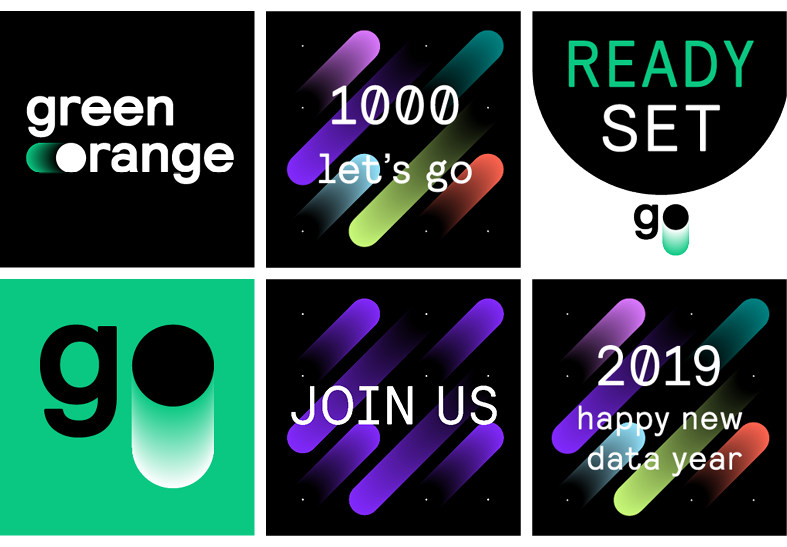 green
orange
1000
let's go
READY
SET
go
go
JOIN US
2019
happy new
data year